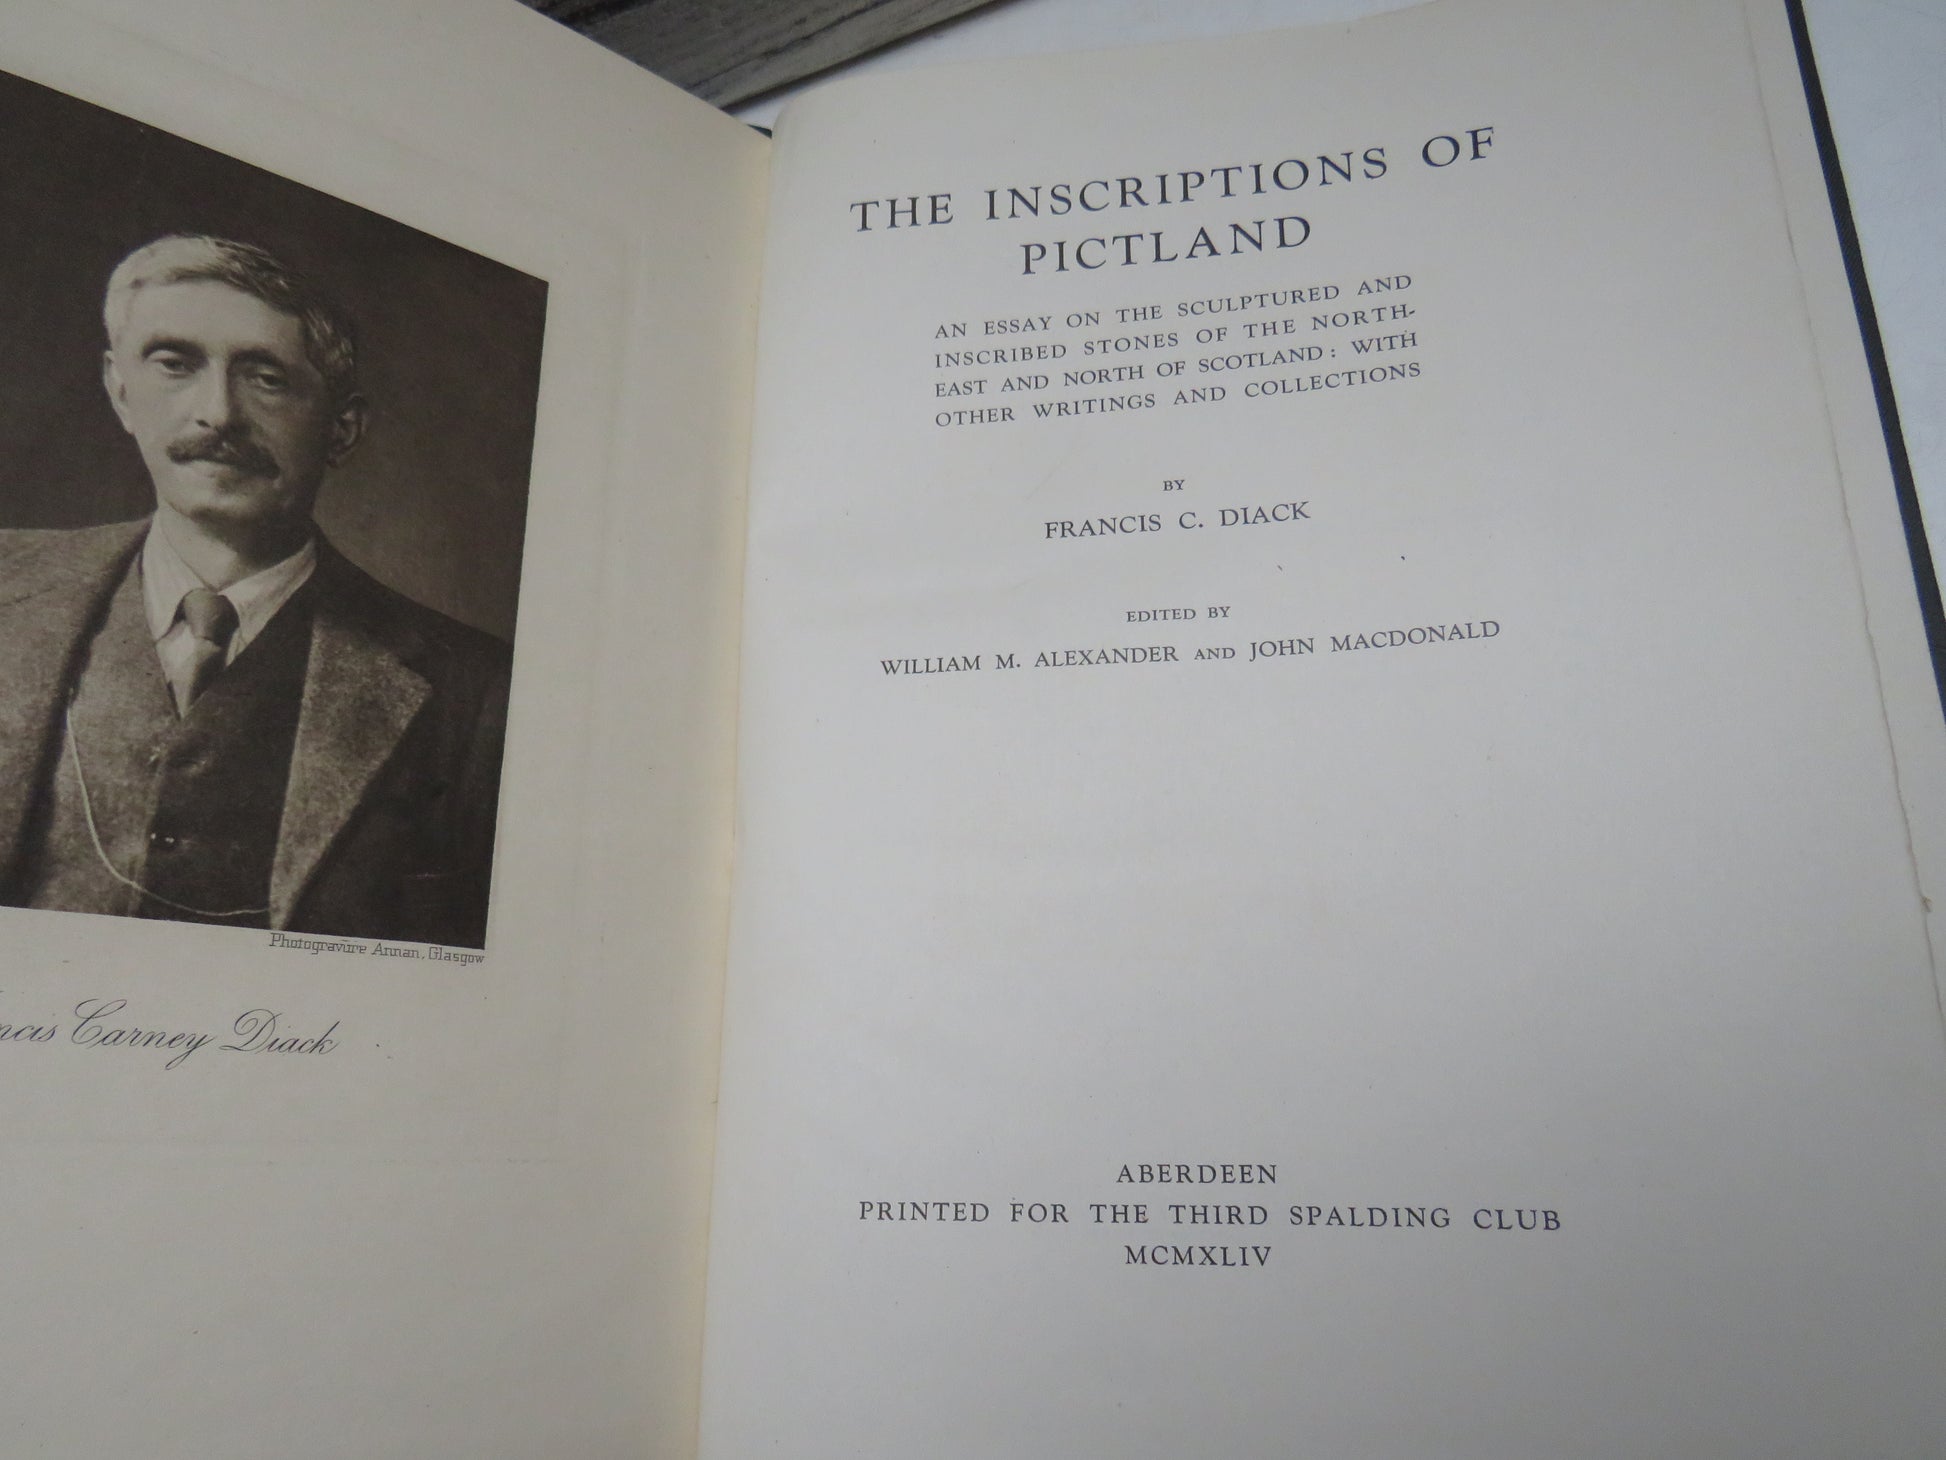 Photogravure Annan, Glasgow
Carney Diack
THE INSCRIPTIONS OF
PICTLAND
AN ESSAY ON THE SCULPTURED AND
INSCRIBED STONES OF THE NORTH-
EAST AND NORTH OF SCOTLAND: WITH
OTHER WRITINGS AND COLLECTIONS
BY
FRANCIS C. DIACK
EDITED BY
WILLIAM M. ALEXANDER AND JOHN MACDONALD
ABERDEEN
PRINTED FOR THE THIRD SPALDING CLUB
MCMXLIV